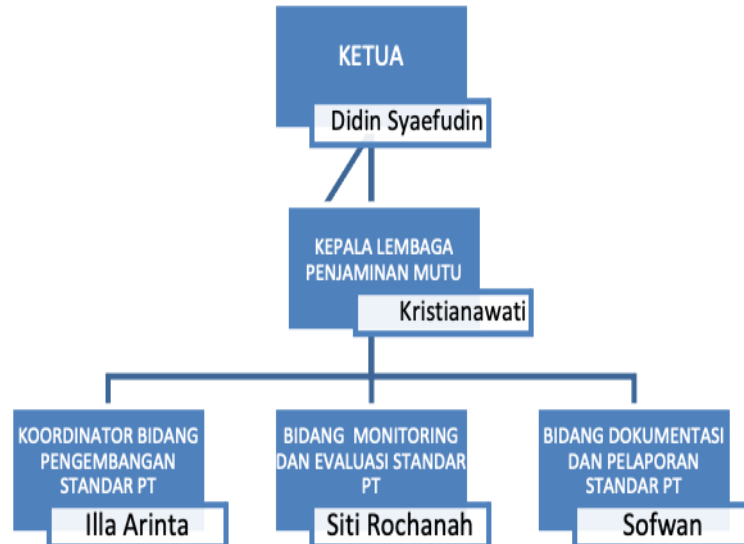 KETUA
Didin Syaefudin
KEPALA LEMBAGA
PENJAMINAN MUTU
Kristianawati
KOORDINATOR BIDANG
PENGEMBANGAN
STANDAR PT
Illa Arinta
BIDANG MONITORING
DAN EVALUASI STANDAR
PT
Siti Rochanah
BIDANG DOKUMENTASI
DAN PELAPORAN
STANDAR PT
Sofwan